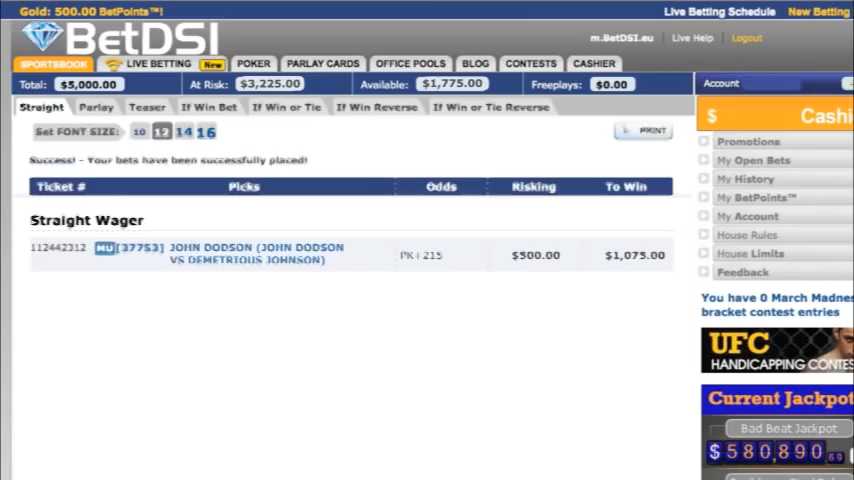 Gold: 500.00 BetPoints™!
Live Betting Schedule New Betting
BetDSI
m.BetDSI.eu Live Help Logout
SPORTSBOOK LIVE BETTING New POKER PARLAY CARDS OFFICE POOLS BLOG CONTESTS CASHIER
Total: $5,000.00 At Risk: $3,225.00 Available: $1,775.00 Freeplays: $0.00 Account
Straight Parlay Teaser If Win Bet If Win or Tie If Win Reverse If Win or Tie Reverse
$ Cashi
Set FONT SIZE: 10 12 14 16 PRINT
Promotions
Success! - Your bets have been successfully placed!
My Open Bets
My History
Ticket # Picks Odds Risking To Win
My BetPoints™
My Account
Straight Wager
House Rules
112442312 MU [37753] JOHN DODSON (JOHN DODSON
VS DEMETRIOUS JOHNSON) PK+215 $500.00 $1,075.00
House Limits
Feedback
You have 0 March Madnes
bracket contest entries
UFC
HANDICAPPING CONTES
Current Jackpot
Bad Beat Jackpot
$580,890